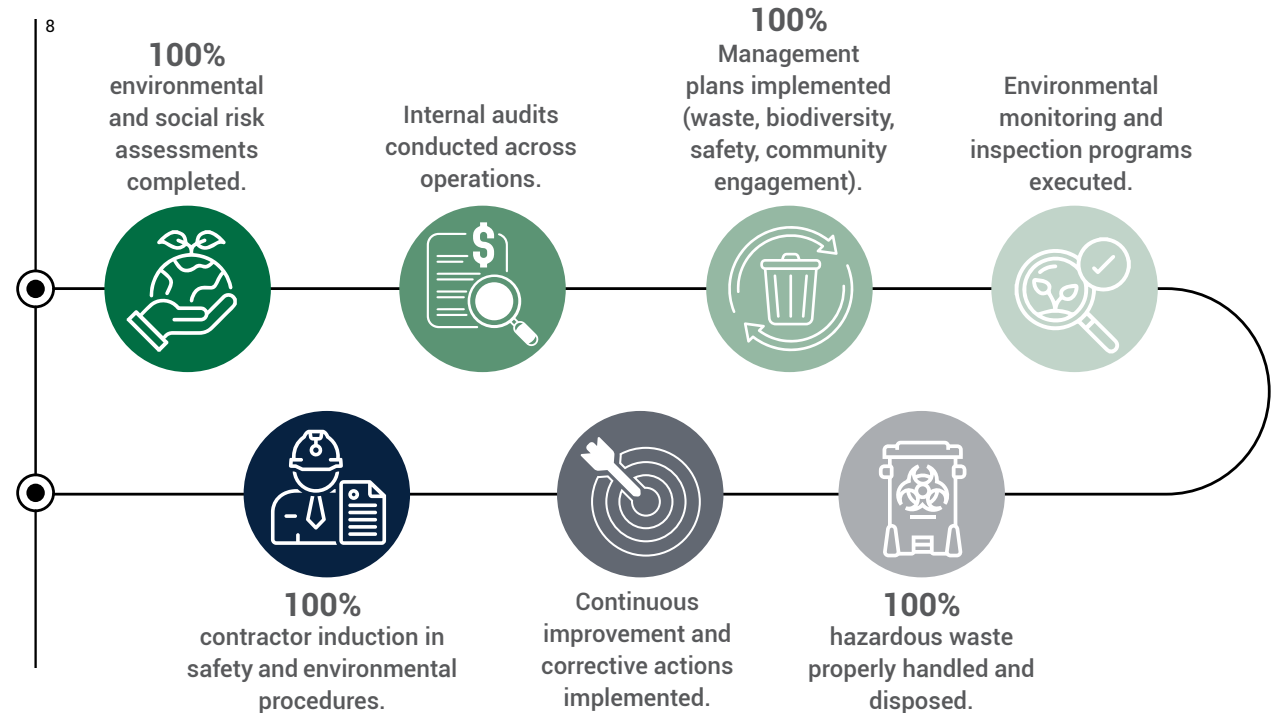 8
100%
environmental
and social risk
assessments
completed.
Internal audits
conducted across
operations.
100%
Management
plans implemented
(waste, biodiversity,
safety, community
engagement).
Environmental
monitoring and
inspection programs
executed.
$
100%
contractor induction in
safety and environmental
procedures.
Continuous
improvement and
corrective actions
implemented.
100%
hazardous waste
properly handled and
disposed.